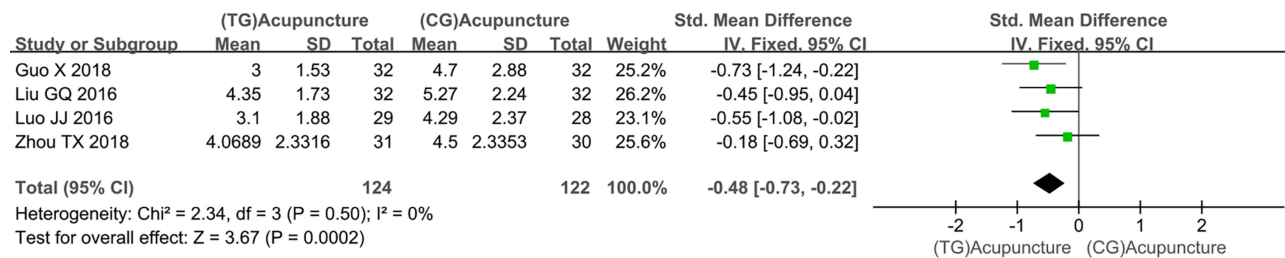 (TG)Acupuncture (CG)Acupuncture Std. Mean Difference Std. Mean Difference
Study or Subgroup Mean SD Total Mean SD Total Weight IV, Fixed, 95% CI IV, Fixed, 95% CI
Guo X 2018 3 1.53 32 4.7 2.88 32 25.2% -0.73 [-1.24, -0.22]
Liu GQ 2016 4.35 1.73 32 5.27 2.24 32 26.2% -0.45 [-0.95, 0.04]
Luo JJ 2016 3.1 1.88 29 4.29 2.37 28 23.1% -0.55 [-1.08, -0.02]
Zhou TX 2018 4.0689 2.3316 31 4.5 2.3353 30 25.6% -0.18 [-0.69, 0.32]
Total (95% CI) 124 122 100.0% -0.48 [-0.73, -0.22]
Heterogeneity: Chi² = 2.34, df = 3 (P = 0.50); I² = 0%
Test for overall effect: Z = 3.67 (P = 0.0002)
-2 -1 0 1 2
(TG)Acupuncture (CG)Acupuncture